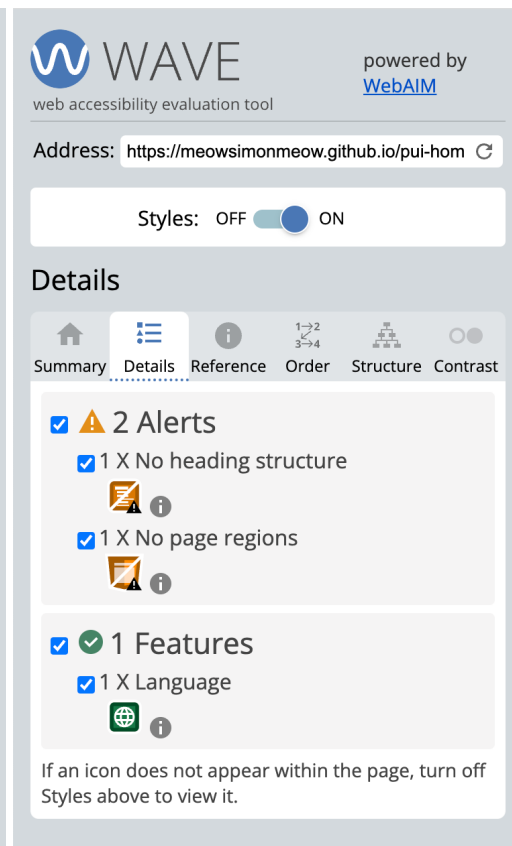 WAVE
powered by
WebAIM
web accessibility evaluation tool
Address: https://meowsimonmeow.github.io/pui-hom
Styles: OFF ON
Details
1→2
3→4
Summary Details Reference Order Structure Contrast
2 Alerts
1 X No heading structure
1 X No page regions
1 Features
1 X Language
If an icon does not appear within the page, turn off
Styles above to view it.